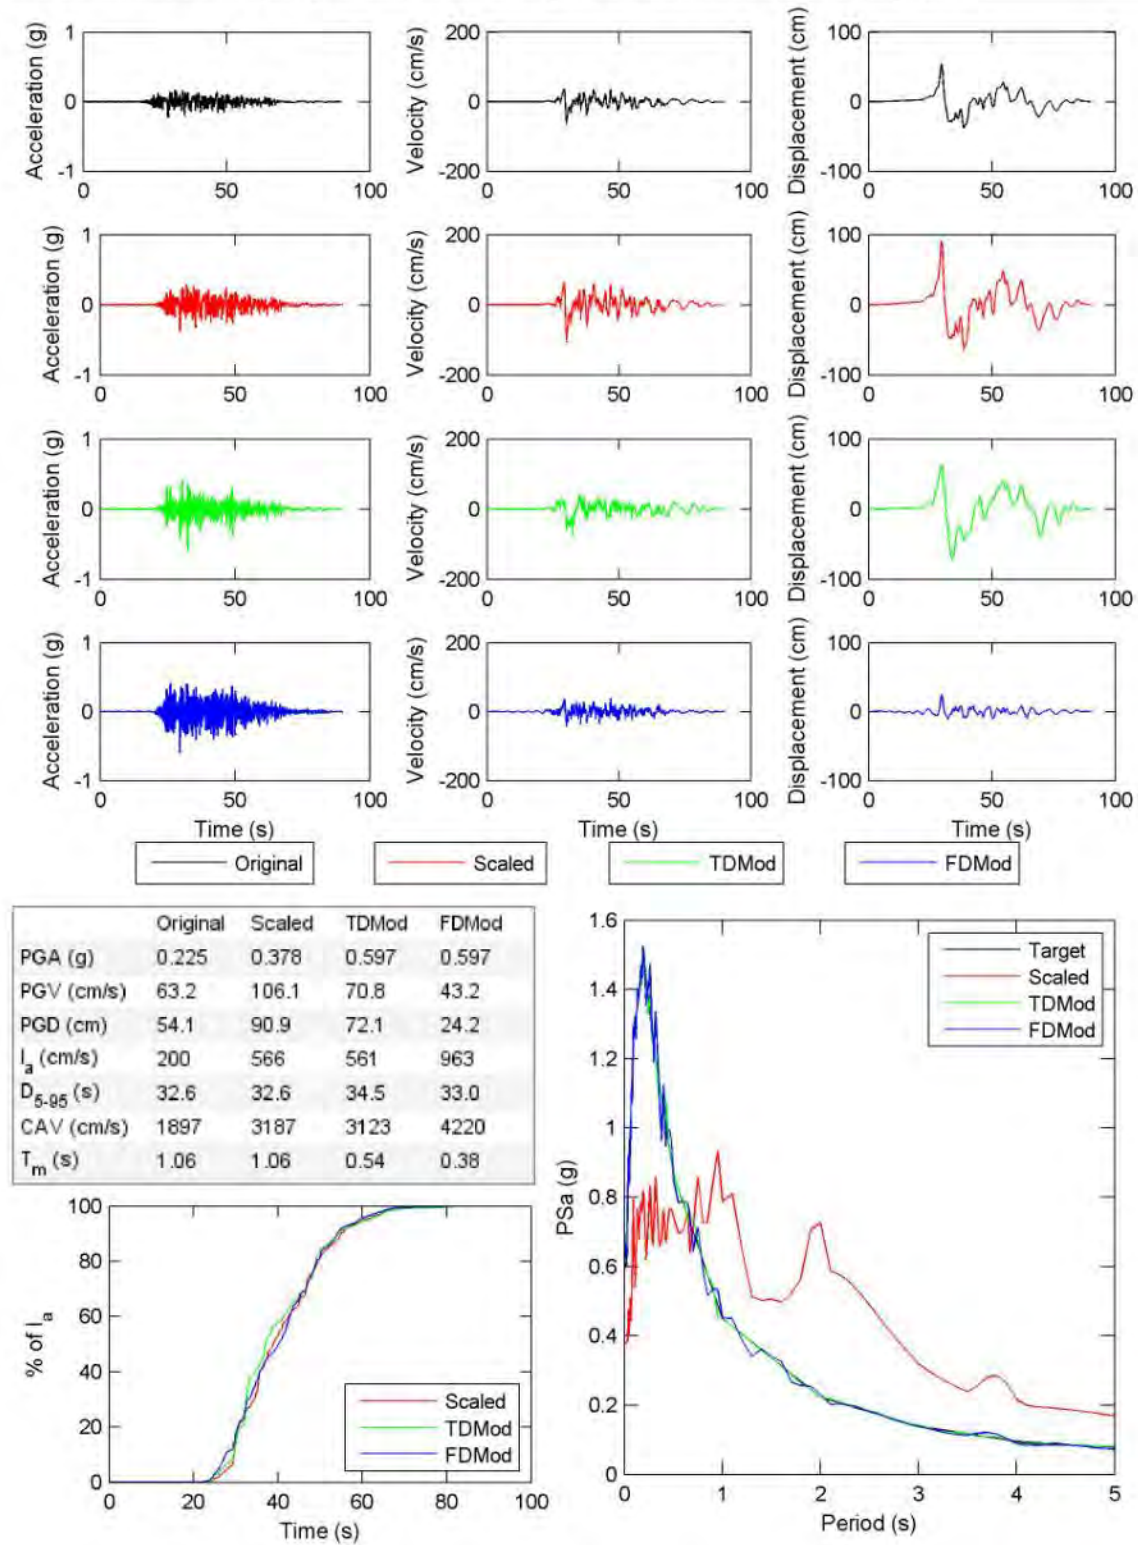 Acceleration (g)
1
0
-1
0 50 100
Velocity (cm/s)
200
0
-200
0 50 100
Displacement (cm)
100
0
-100
0 50 100
Acceleration (g)
1
0
-1
0 50 100
Velocity (cm/s)
200
0
-200
0 50 100
Displacement (cm)
100
0
-100
0 50 100
Acceleration (g)
1
0
-1
0 50 100
Velocity (cm/s)
200
0
-200
0 50 100
Displacement (cm)
100
0
-100
0 50 100
Acceleration (g)
1
0
-1
0 50 100
Time (s)
Velocity (cm/s)
200
0
-200
0 50 100
Time (s)
Displacement (cm)
100
0
-100
0 50 100
Time (s)
Original
Scaled
TDMod
FDMod
Original Scaled TDMod FDMod
PGA (g) 0.225 0.378 0.597 0.597
PGV (cm/s) 63.2 106.1 70.8 43.2
PGD (cm) 54.1 90.9 72.1 24.2
Ia (cm/s) 200 566 561 963
D5-95 (s) 32.6 32.6 34.5 33.0
CAV (cm/s) 1897 3187 3123 4220
Tm (s) 1.06 1.06 0.54 0.38
% of Ia
100
80
60
40
20
0
0 20 40 60 80 100
Time (s)
Scaled
TDMod
FDMod
PSa (g)
1.6
1.4
1.2
1
0.8
0.6
0.4
0.2
0
0 1 2 3 4 5
Period (s)
Target
Scaled
TDMod
FDMod